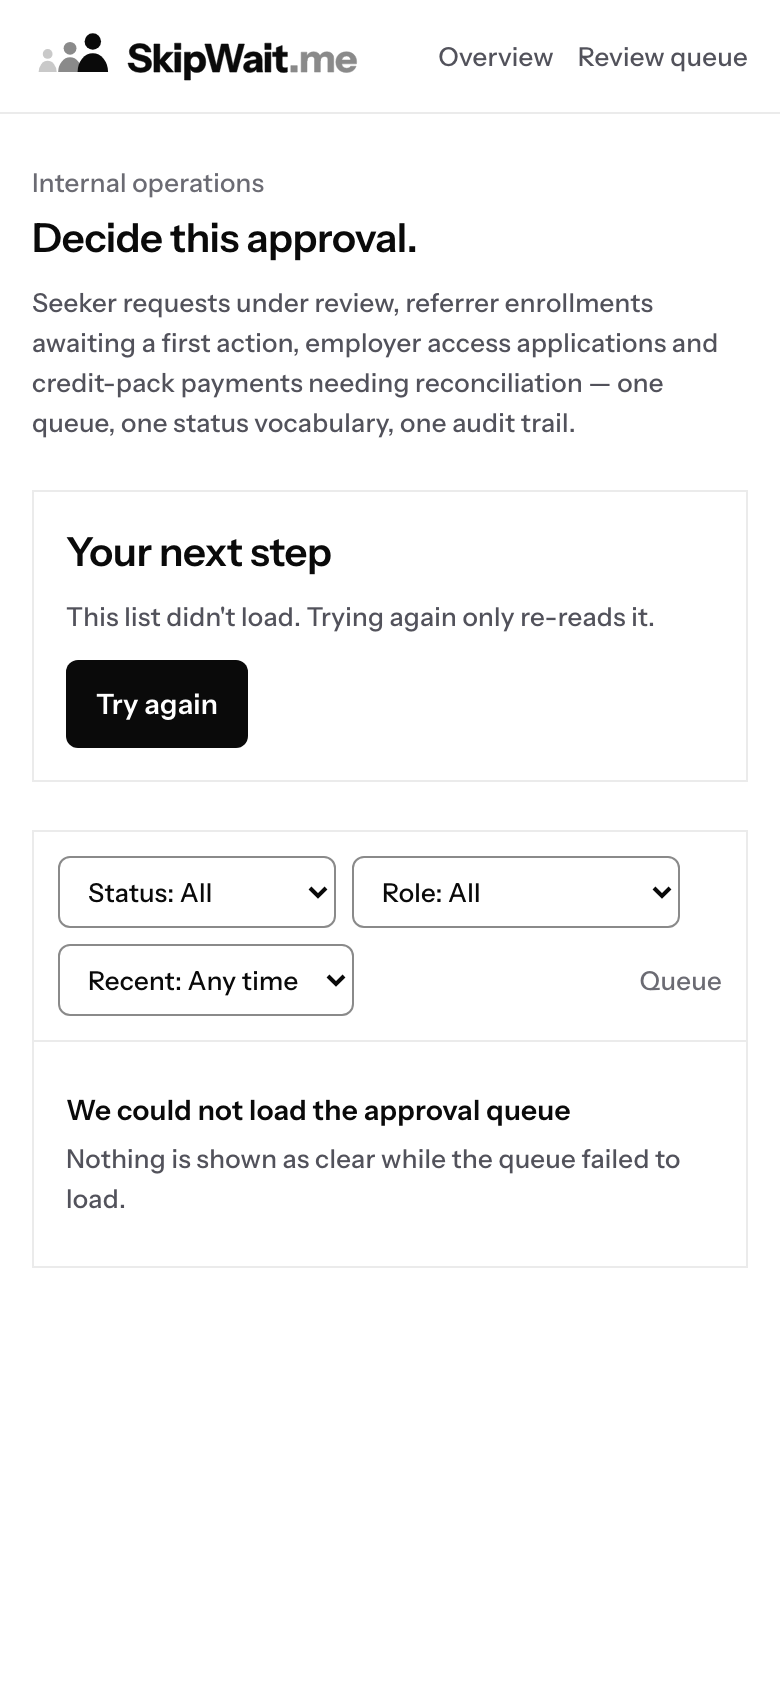 SkipWait.me
Overview Review queue
Internal operations
Decide this approval.
Seeker requests under review, referrer enrollments
awaiting a first action, employer access applications and
credit-pack payments needing reconciliation — one
queue, one status vocabulary, one audit trail.
Your next step
This list didn't load. Trying again only re-reads it.
Try again
Status: All
Role: All
Recent: Any time
Queue
We could not load the approval queue
Nothing is shown as clear while the queue failed to
load.